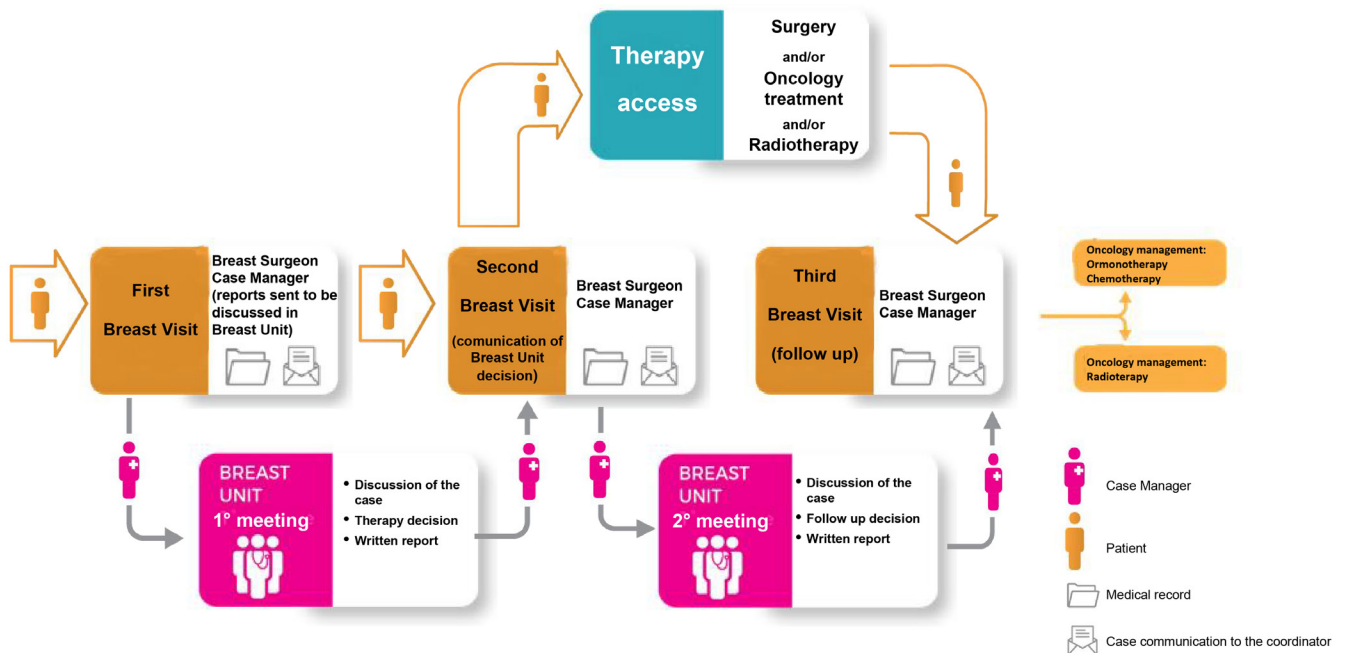 Therapy
access
Surgery
and/or
Oncology
treatment
and/or
Radiotherapy
First
Breast Visit
Breast Surgeon
Case Manager
(reports sent to be
discussed in
Breast Unit)
Second
Breast Visit
(comunication of
Breast Unit
decision)
Breast Surgeon
Case Manager
Third
Breast Visit
(follow up)
Breast Surgeon
Case Manager
Oncology management:
Ormonotherapy
Chemotherapy
Oncology management:
Radioterapy
BREAST
UNIT
1° meeting
• Discussion of the
case
• Therapy decision
• Written report
BREAST
UNIT
2° meeting
• Discussion of the
case
• Follow up decision
• Written report
Case Manager
Patient
Medical record
Case communication to the coordinator